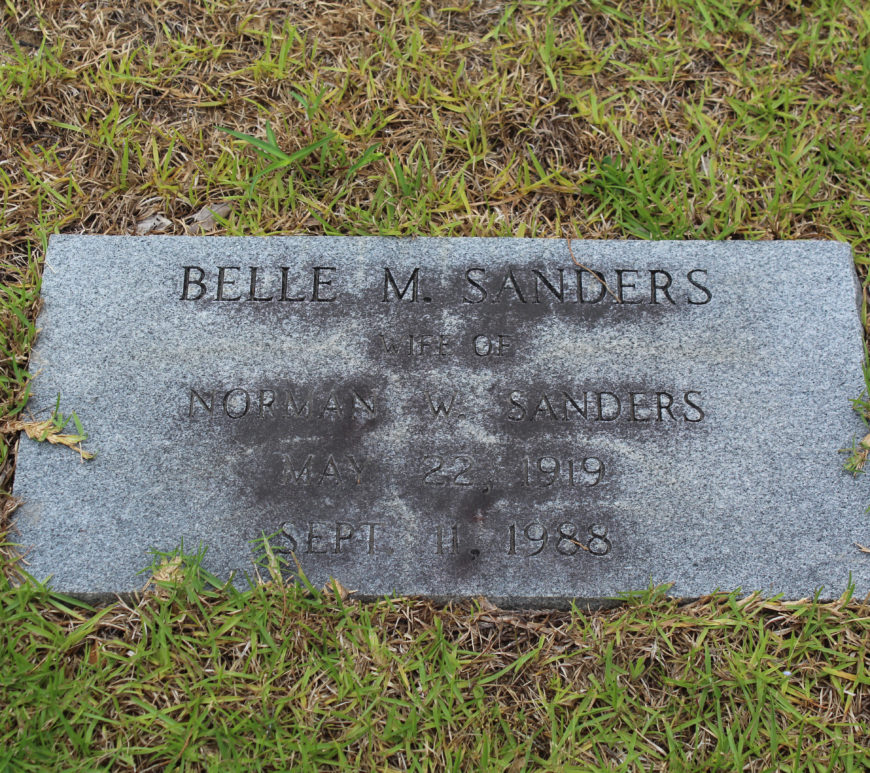 BELLE M. SANDERS
WIFE OF
NORMAN W. SANDERS
MAY 22, 1919
SEPT. 11, 1988